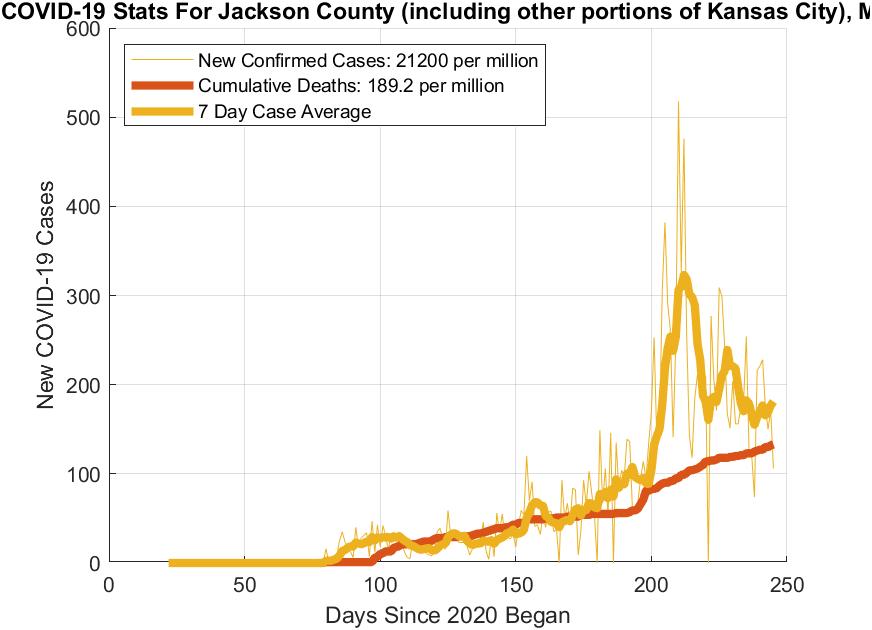 COVID-19 Stats For Jackson County (including other portions of Kansas City), M
600
500
400
300
200
100
0
New COVID-19 Cases
New Confirmed Cases: 21200 per million
Cumulative Deaths: 189.2 per million
7 Day Case Average
0 50 100 150 200 250
Days Since 2020 Began